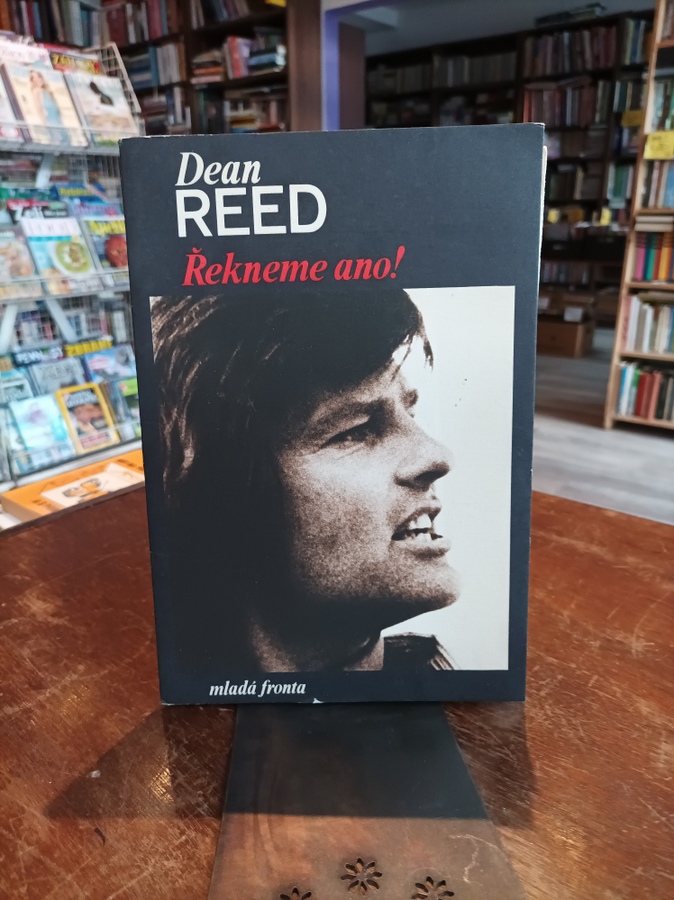 Dean
REED
Řekneme ano!
mladá fronta